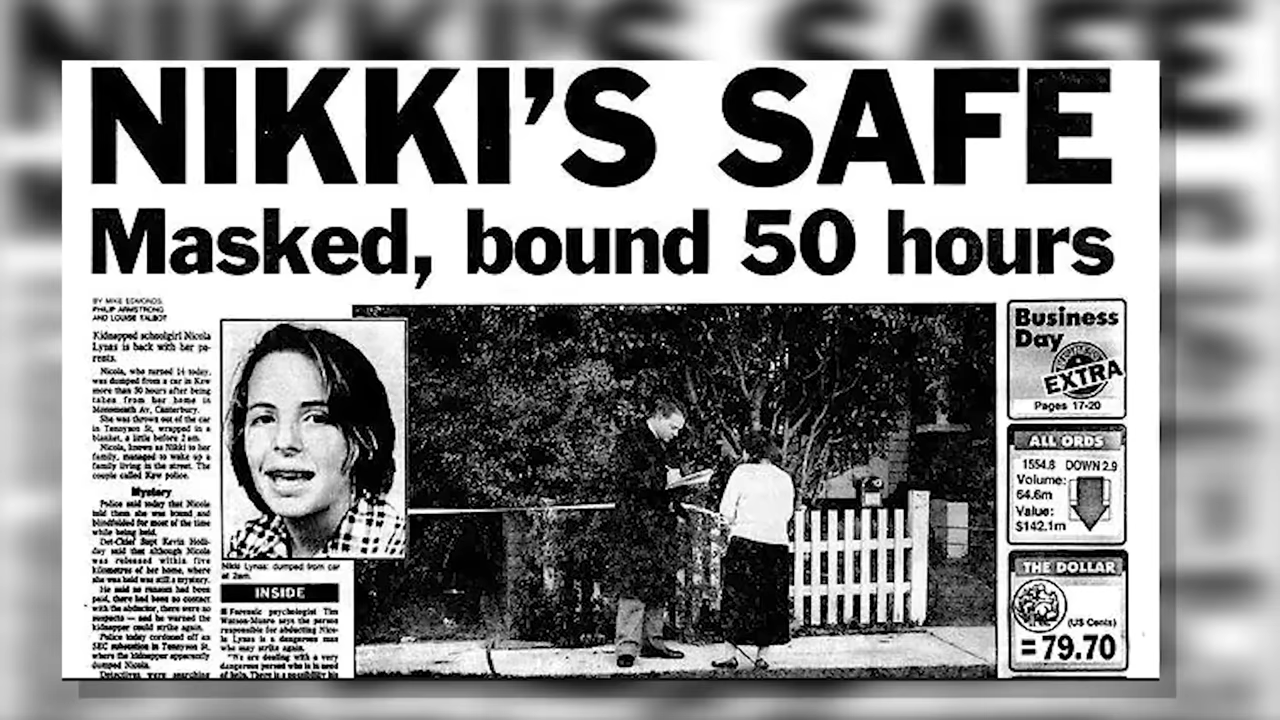 NIKKI'S SAFE
Masked, bound 50 hours
BY MIKE EDMONDS,
PHILIP ARMSTRONG
AND LOUISE TALBOT
Kidnapped schoolgirl Nicola
Lynas is back with her pa-
rents.
Nicola, who turned 14 today,
was dumped from a car in Kew
more than 50 hours after being
taken from her home in
Monomeath Av, Canterbury.
She was thrown out of the car
in Tennyson St, wrapped in a
blanket, a little before 2 am.
Nicola, known as Nikki to her
family, managed to wake up a
family living in the street. The
couple called Kew police.
Mystery
Police said today that Nicola
told them she was bound and
blindfolded for most of the time
while being held.
Det-Chief Supt Kevin Holli-
day said that although Nicola
was released within five
kilometres of her home, where
she was held was still a mystery.
He said no ransom had been
paid, there had been no contact
with the abductor, there were no
suspects — and he warned the
kidnapper could strike again.
Police today cordoned off an
SEC substation in Tennyson St.
where the kidnapper apparently
dumped Nicola.
Detectives were searching
Nikki Lynas: dumped from car
at 2am.
INSIDE
Forensic psychologist Tim
Watson-Munro says the person
responsible for abducting Nico-
la Lynas is a dangerous man
who may strike again.
"We are dealing with a very
dangerous person who is in need
of help. There is a possibility his
Business
Day
EXTRA
Pages 17-20
ALL ORDS
1554.8 DOWN 2.9
Volume:
64.6m
Value:
$142.1m
THE DOLLAR
(US Cents)
=79.70